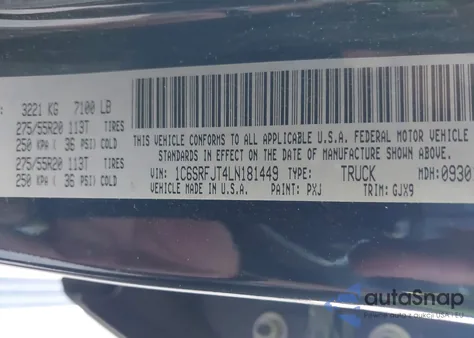 : 3221 KG 7100 LB
275/55R20 113T TIRES
250 KPA ( 36 PSI) COLD
275/55R20 113T TIRES
250 KPA ( 36 PSI) COLD
THIS VEHICLE CONFORMS TO ALL APPLICABLE U.S.A. FEDERAL MOTOR VEHICLE
STANDARDS IN EFFECT ON THE DATE OF MANUFACTURE SHOWN ABOVE.
VIN: 1C6SRFJT4LN181449 TYPE: TRUCK MDH:0930
VEHICLE MADE IN U.S.A. PAINT: PXJ TRIM: GJX9
autoSnap